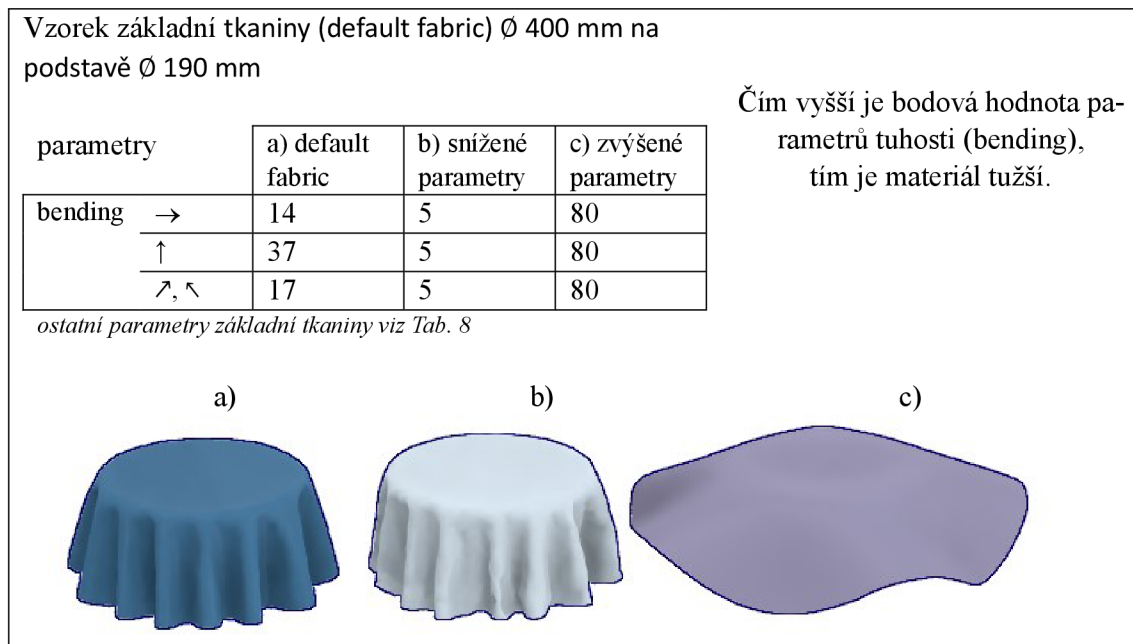 Vzorek základní tkaniny (default fabric) Ø 400 mm na
podstavě Ø 190 mm
Čím vyšší je bodová hodnota pa-
rametrů tuhosti (bending),
tím je materiál tužší.
parametry a) default fabric b) snížené parametry c) zvýšené parametry
bending → 14 5 80
↑ 37 5 80
↗, ↖ 17 5 80
ostatní parametry základní tkaniny viz Tab. 8
a) b) c)